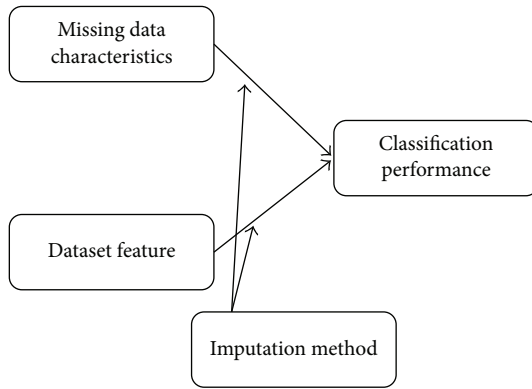 Missing data
characteristics
Classification
performance
Dataset feature
Imputation method